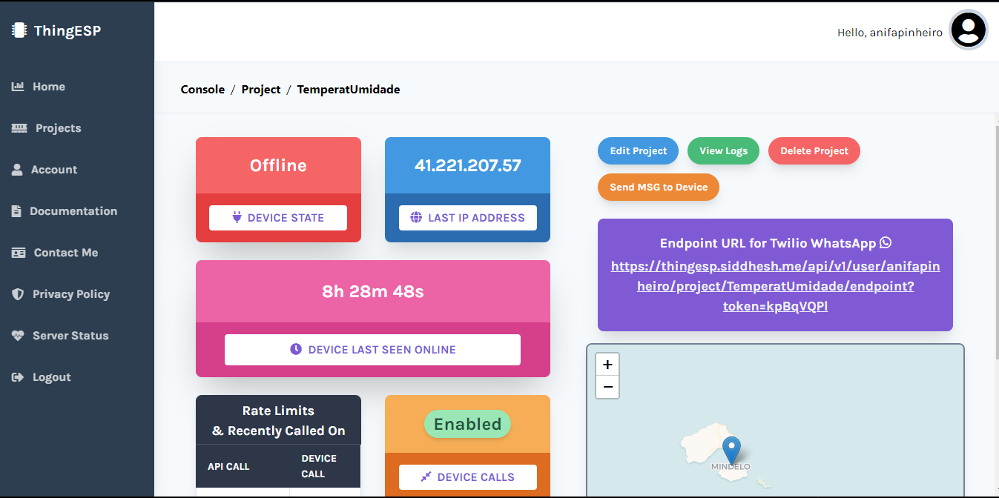 ThingESP
Hello, anifapinheiro
Home
Projects
Account
Documentation
Contact Me
Privacy Policy
Server Status
Logout
Console / Project / TemperatUmidade
Offline
DEVICE STATE
41.221.207.57
LAST IP ADDRESS
8h 28m 48s
DEVICE LAST SEEN ONLINE
Rate Limits
& Recently Called On
API CALL
DEVICE
CALL
Enabled
DEVICE CALLS
Edit Project
View Logs
Delete Project
Send MSG to Device
Endpoint URL for Twilio WhatsApp
https://thingesp.siddhesh.me/api/v1/user/anifapin
heiro/project/TemperatUmidade/endpoint?
token=kpBqVQPl
+
−
MINDELO